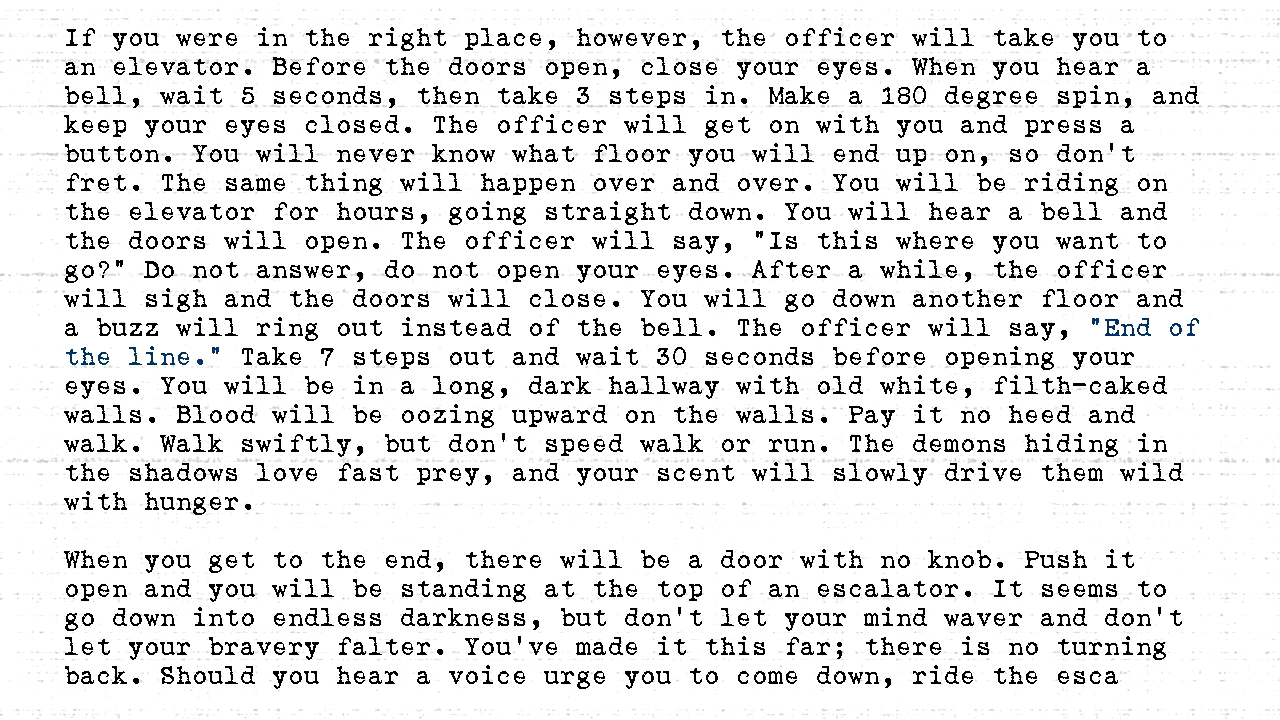 If you were in the right place, however, the officer will take you to
an elevator. Before the doors open, close your eyes. When you hear a
bell, wait 5 seconds, then take 3 steps in. Make a 180 degree spin, and
keep your eyes closed. The officer will get on with you and press a
button. You will never know what floor you will end up on, so don't
fret. The same thing will happen over and over. You will be riding on
the elevator for hours, going straight down. You will hear a bell and
the doors will open. The officer will say, "Is this where you want to
go?" Do not answer, do not open your eyes. After a while, the officer
will sigh and the doors will close. You will go down another floor and
a buzz will ring out instead of the bell. The officer will say, "End of
the line." Take 7 steps out and wait 30 seconds before opening your
eyes. You will be in a long, dark hallway with old white, filth-caked
walls. Blood will be oozing upward on the walls. Pay it no heed and
walk. Walk swiftly, but don't speed walk or run. The demons hiding in
the shadows love fast prey, and your scent will slowly drive them wild
with hunger.

When you get to the end, there will be a door with no knob. Push it
open and you will be standing at the top of an escalator. It seems to
go down into endless darkness, but don't let your mind waver and don't
let your bravery falter. You've made it this far; there is no turning
back. Should you hear a voice urge you to come down, ride the esca